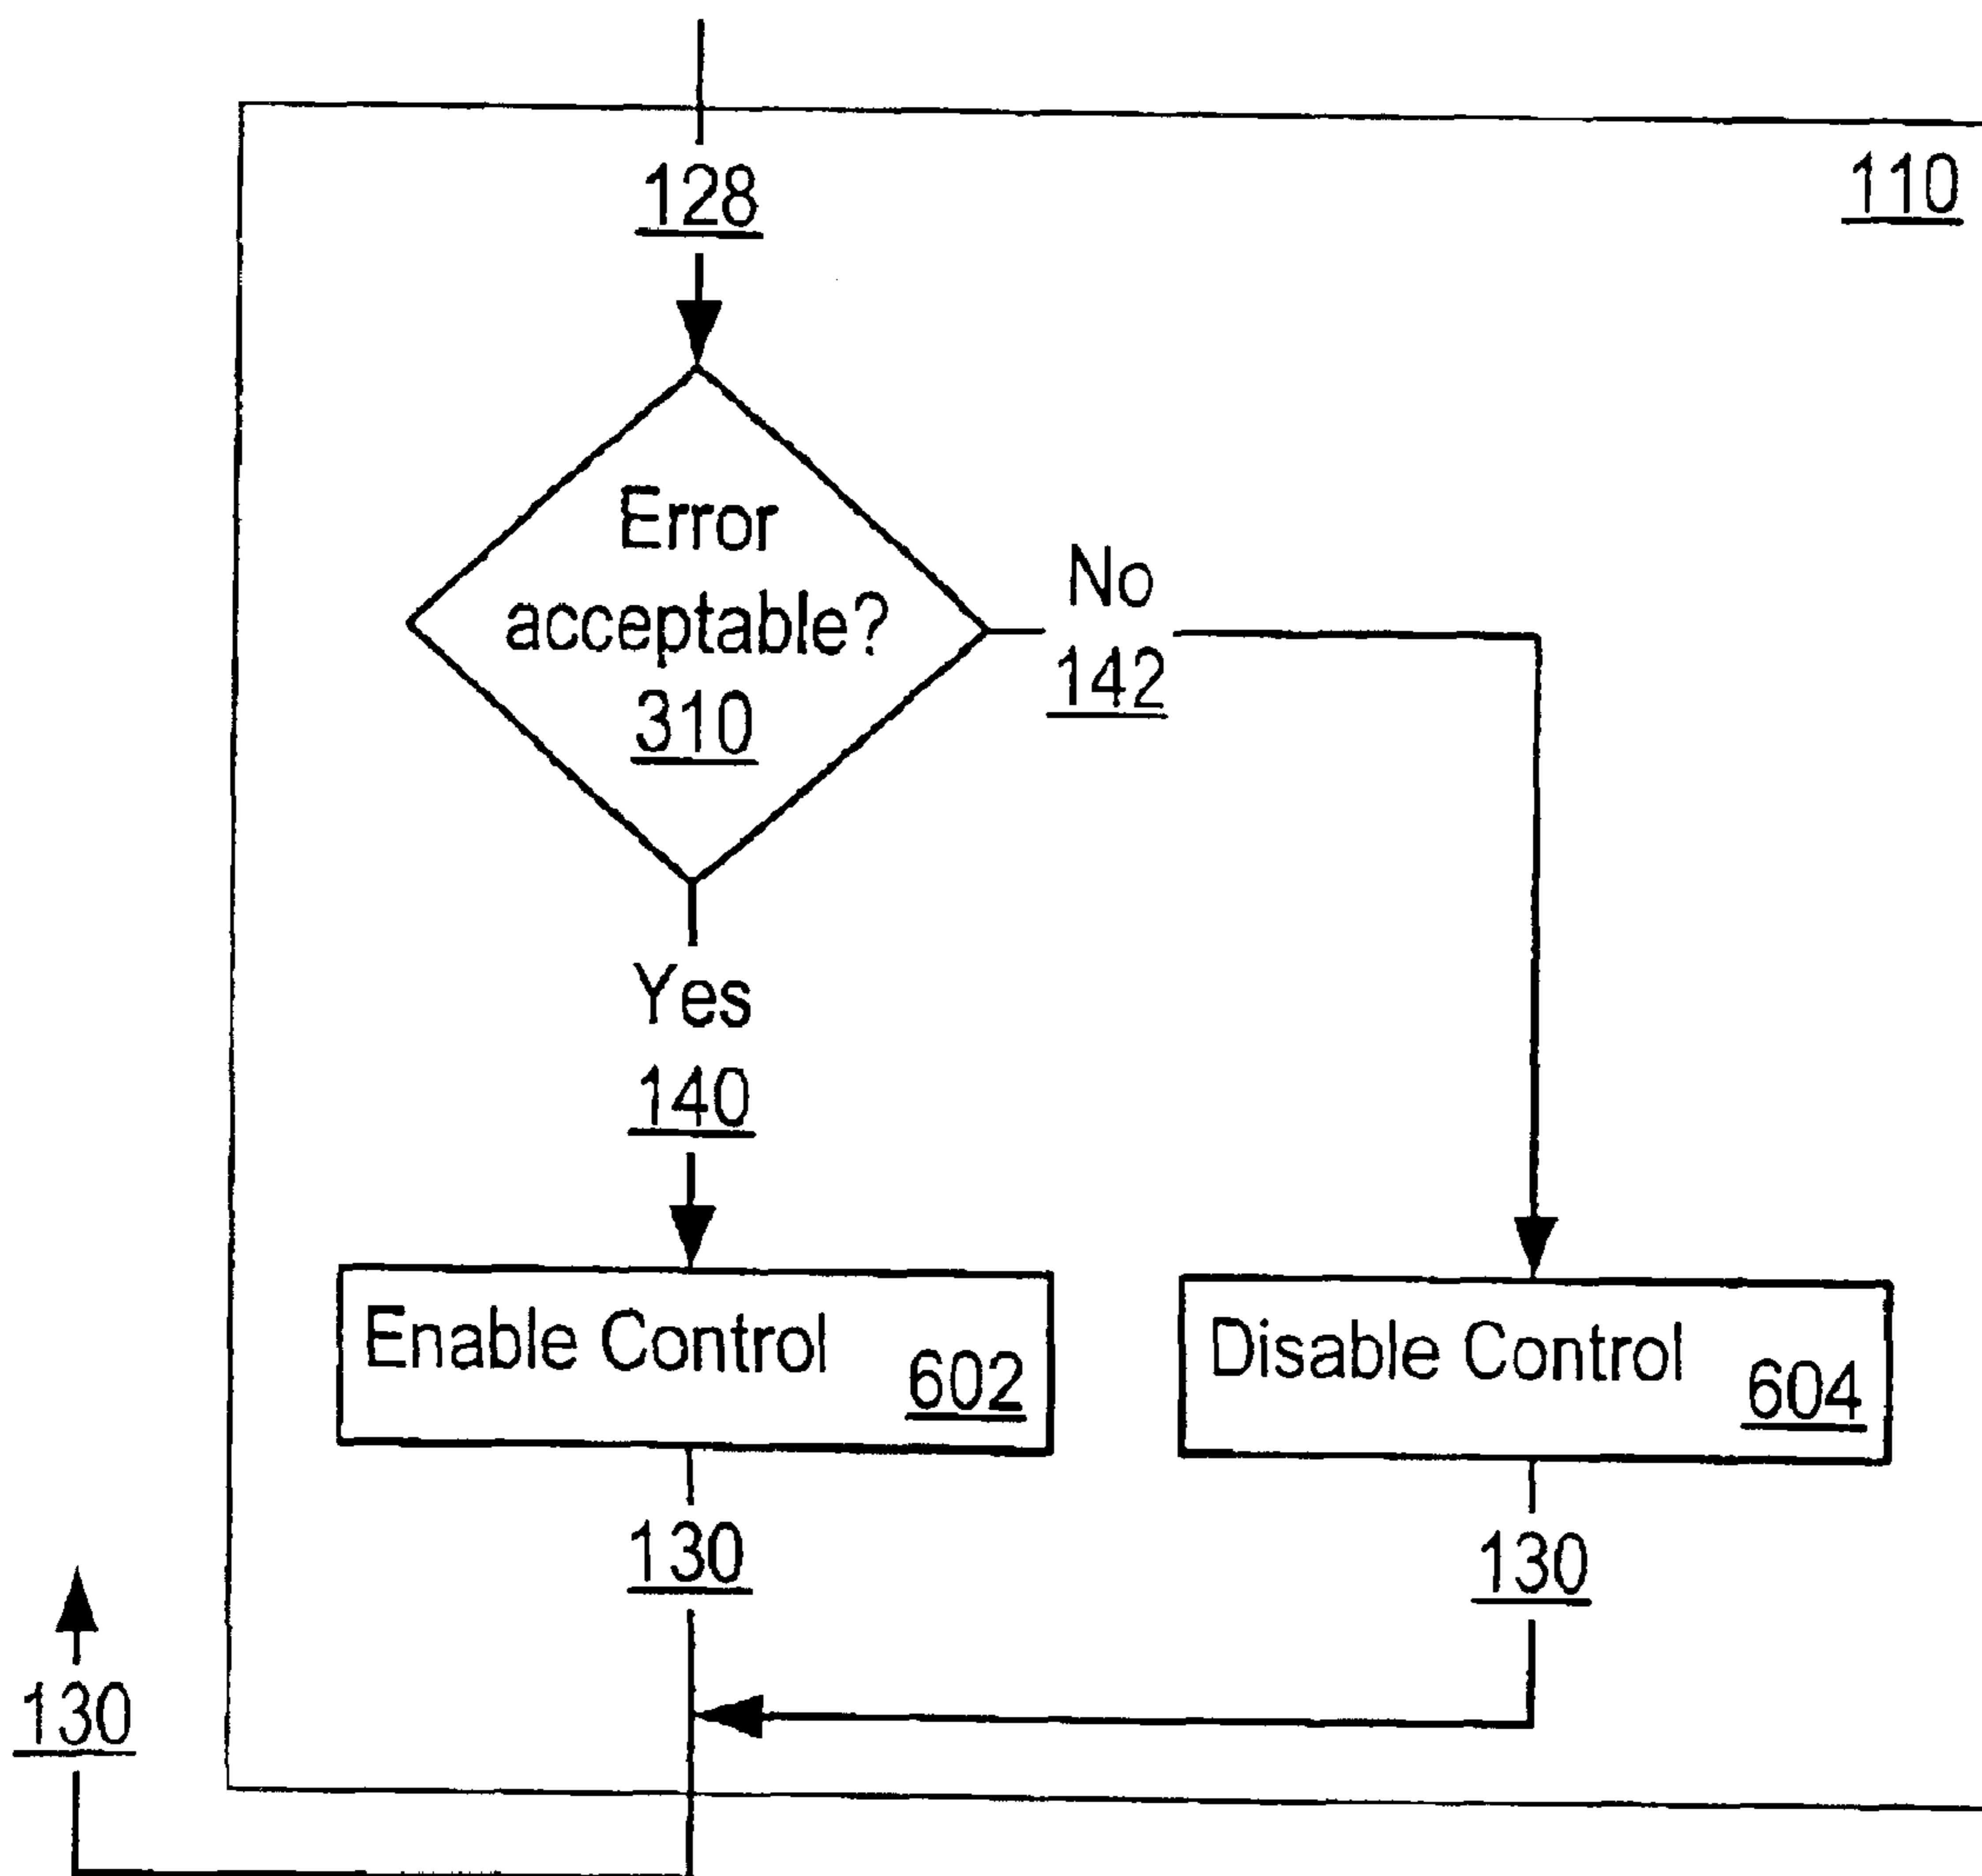 128
110
Error
acceptable?
310
No
142
Yes
140
Enable Control
602
Disable Control
604
130
130
130